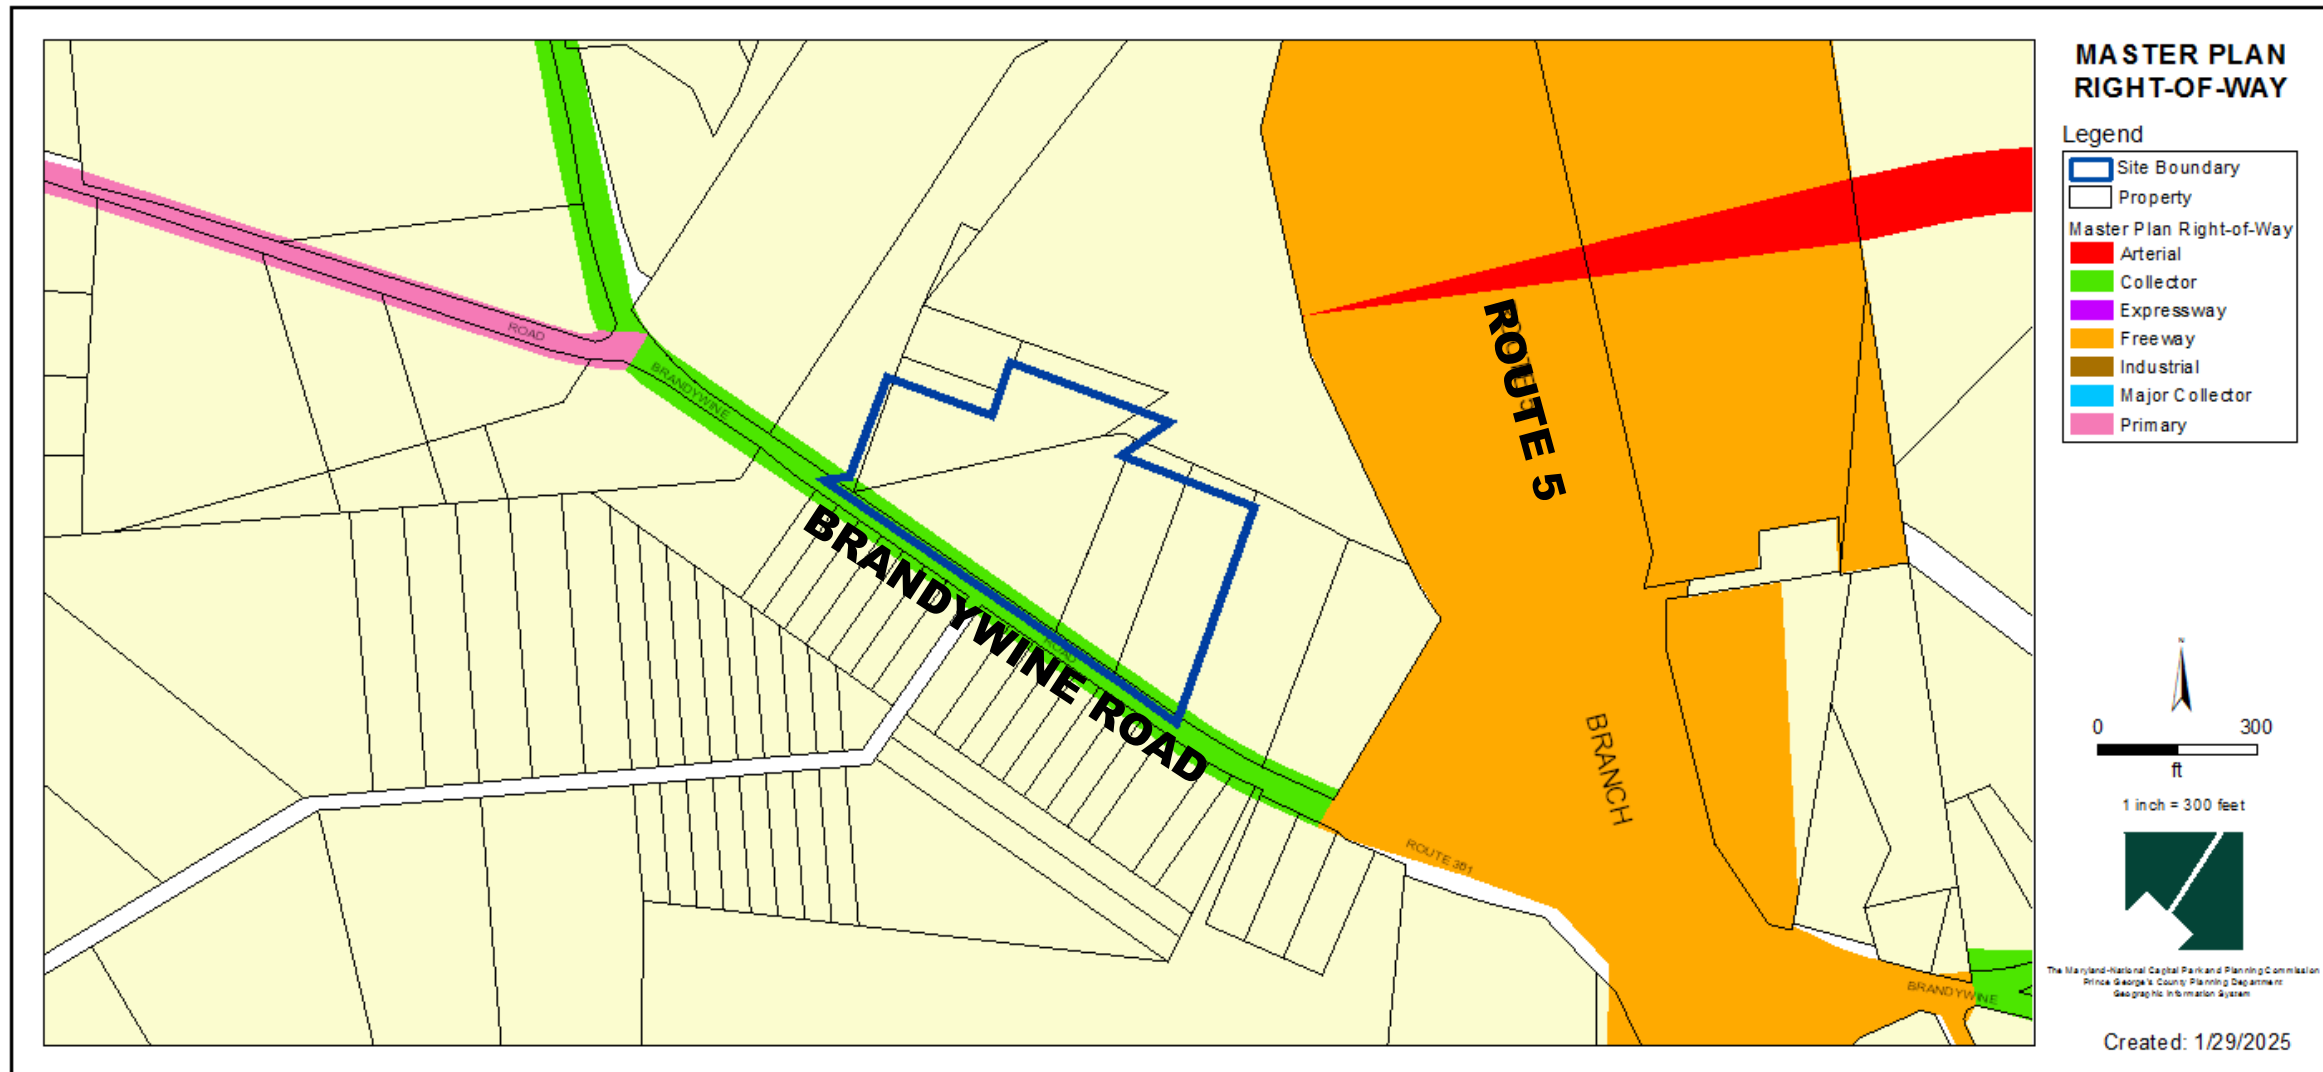 MASTER PLAN
RIGHT-OF-WAY
Legend
Site Boundary
Property
Master Plan Right-of-Way
Arterial
Collector
Expressway
Freeway
Industrial
Major Collector
Primary
ROAD
BRANDYWINE
ROUTE 5
BRANDYWINE ROAD
ROAD
BRANCH
ROUTE 381
BRANDYWINE
N
0 300
ft
1 inch = 300 feet
The Maryland-National Capital Park and Planning Commission
Prince George's County Planning Department
Geographic Information System
Created: 1/29/2025